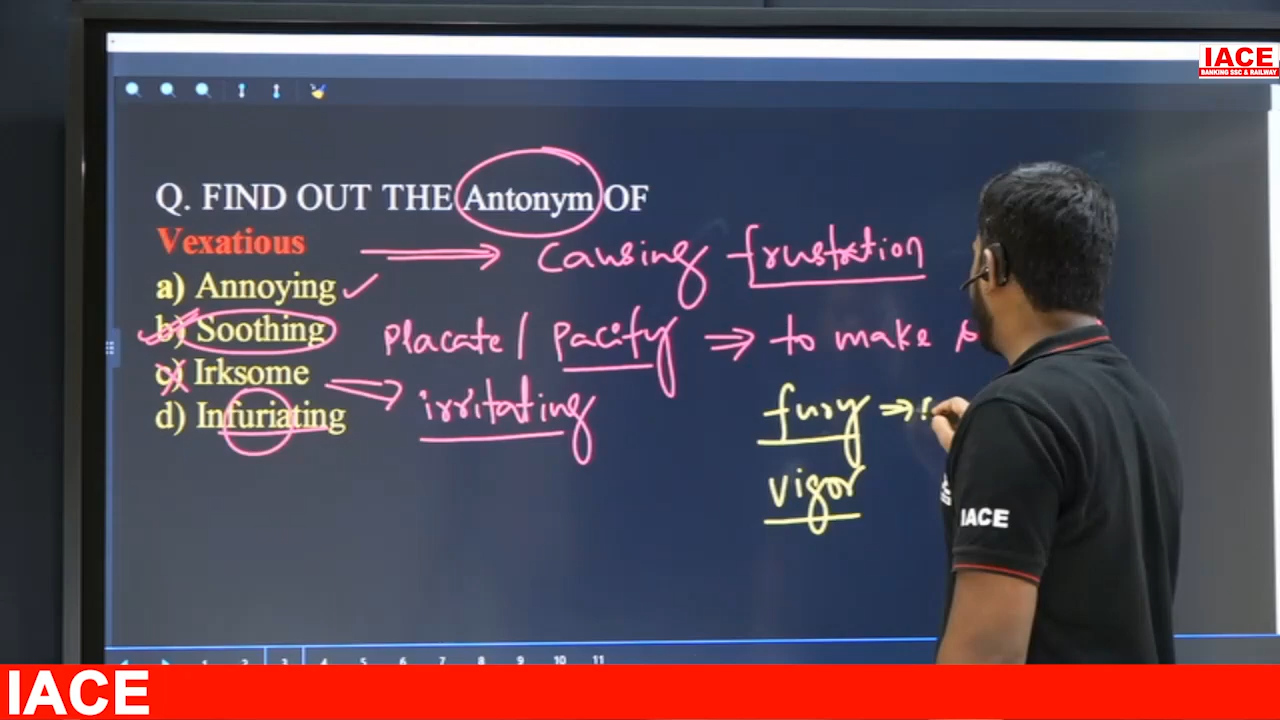 IACE
BANKING SSC & RAILWAY
Q. FIND OUT THE Antonym OF
Vexatious → causing frustration
a) Annoying
b) Soothing placate / pacify ⇒ to make
c) Irksome ⇒ irritating
d) Infuriating
fury ⇒
vigor
IACE
1 2 3 4 5 6 7 8 9 10 11
IACE